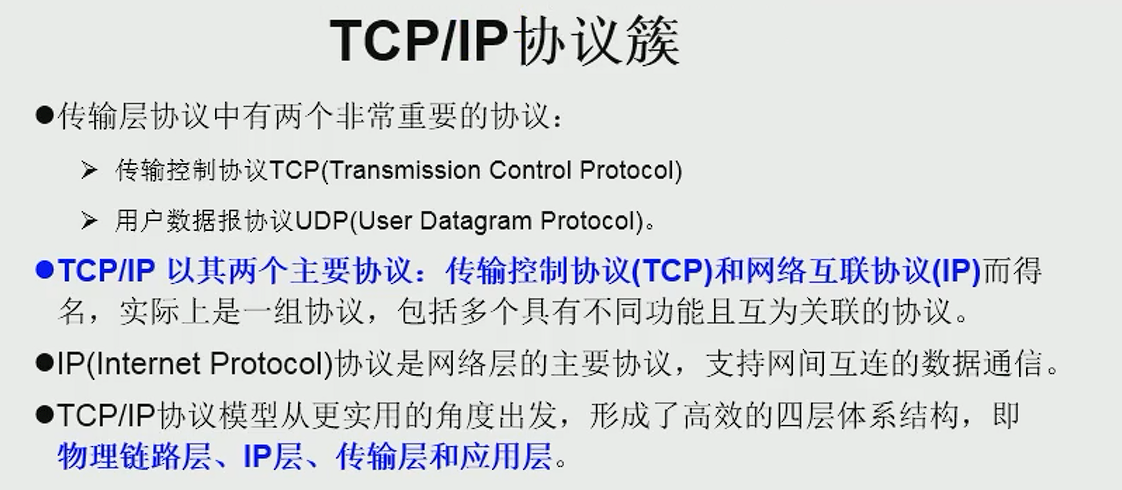 TCP/IP协议簇
●传输层协议中有两个非常重要的协议：
➢ 传输控制协议TCP(Transmission Control Protocol)
➢ 用户数据报协议UDP(User Datagram Protocol)。
●TCP/IP 以其两个主要协议：传输控制协议(TCP)和网络互联协议(IP)而得
名，实际上是一组协议，包括多个具有不同功能且互为关联的协议。
●IP(Internet Protocol)协议是网络层的主要协议，支持网间互连的数据通信。
●TCP/IP协议模型从更实用的角度出发，形成了高效的四层体系结构，即
物理链路层、IP层、传输层和应用层。